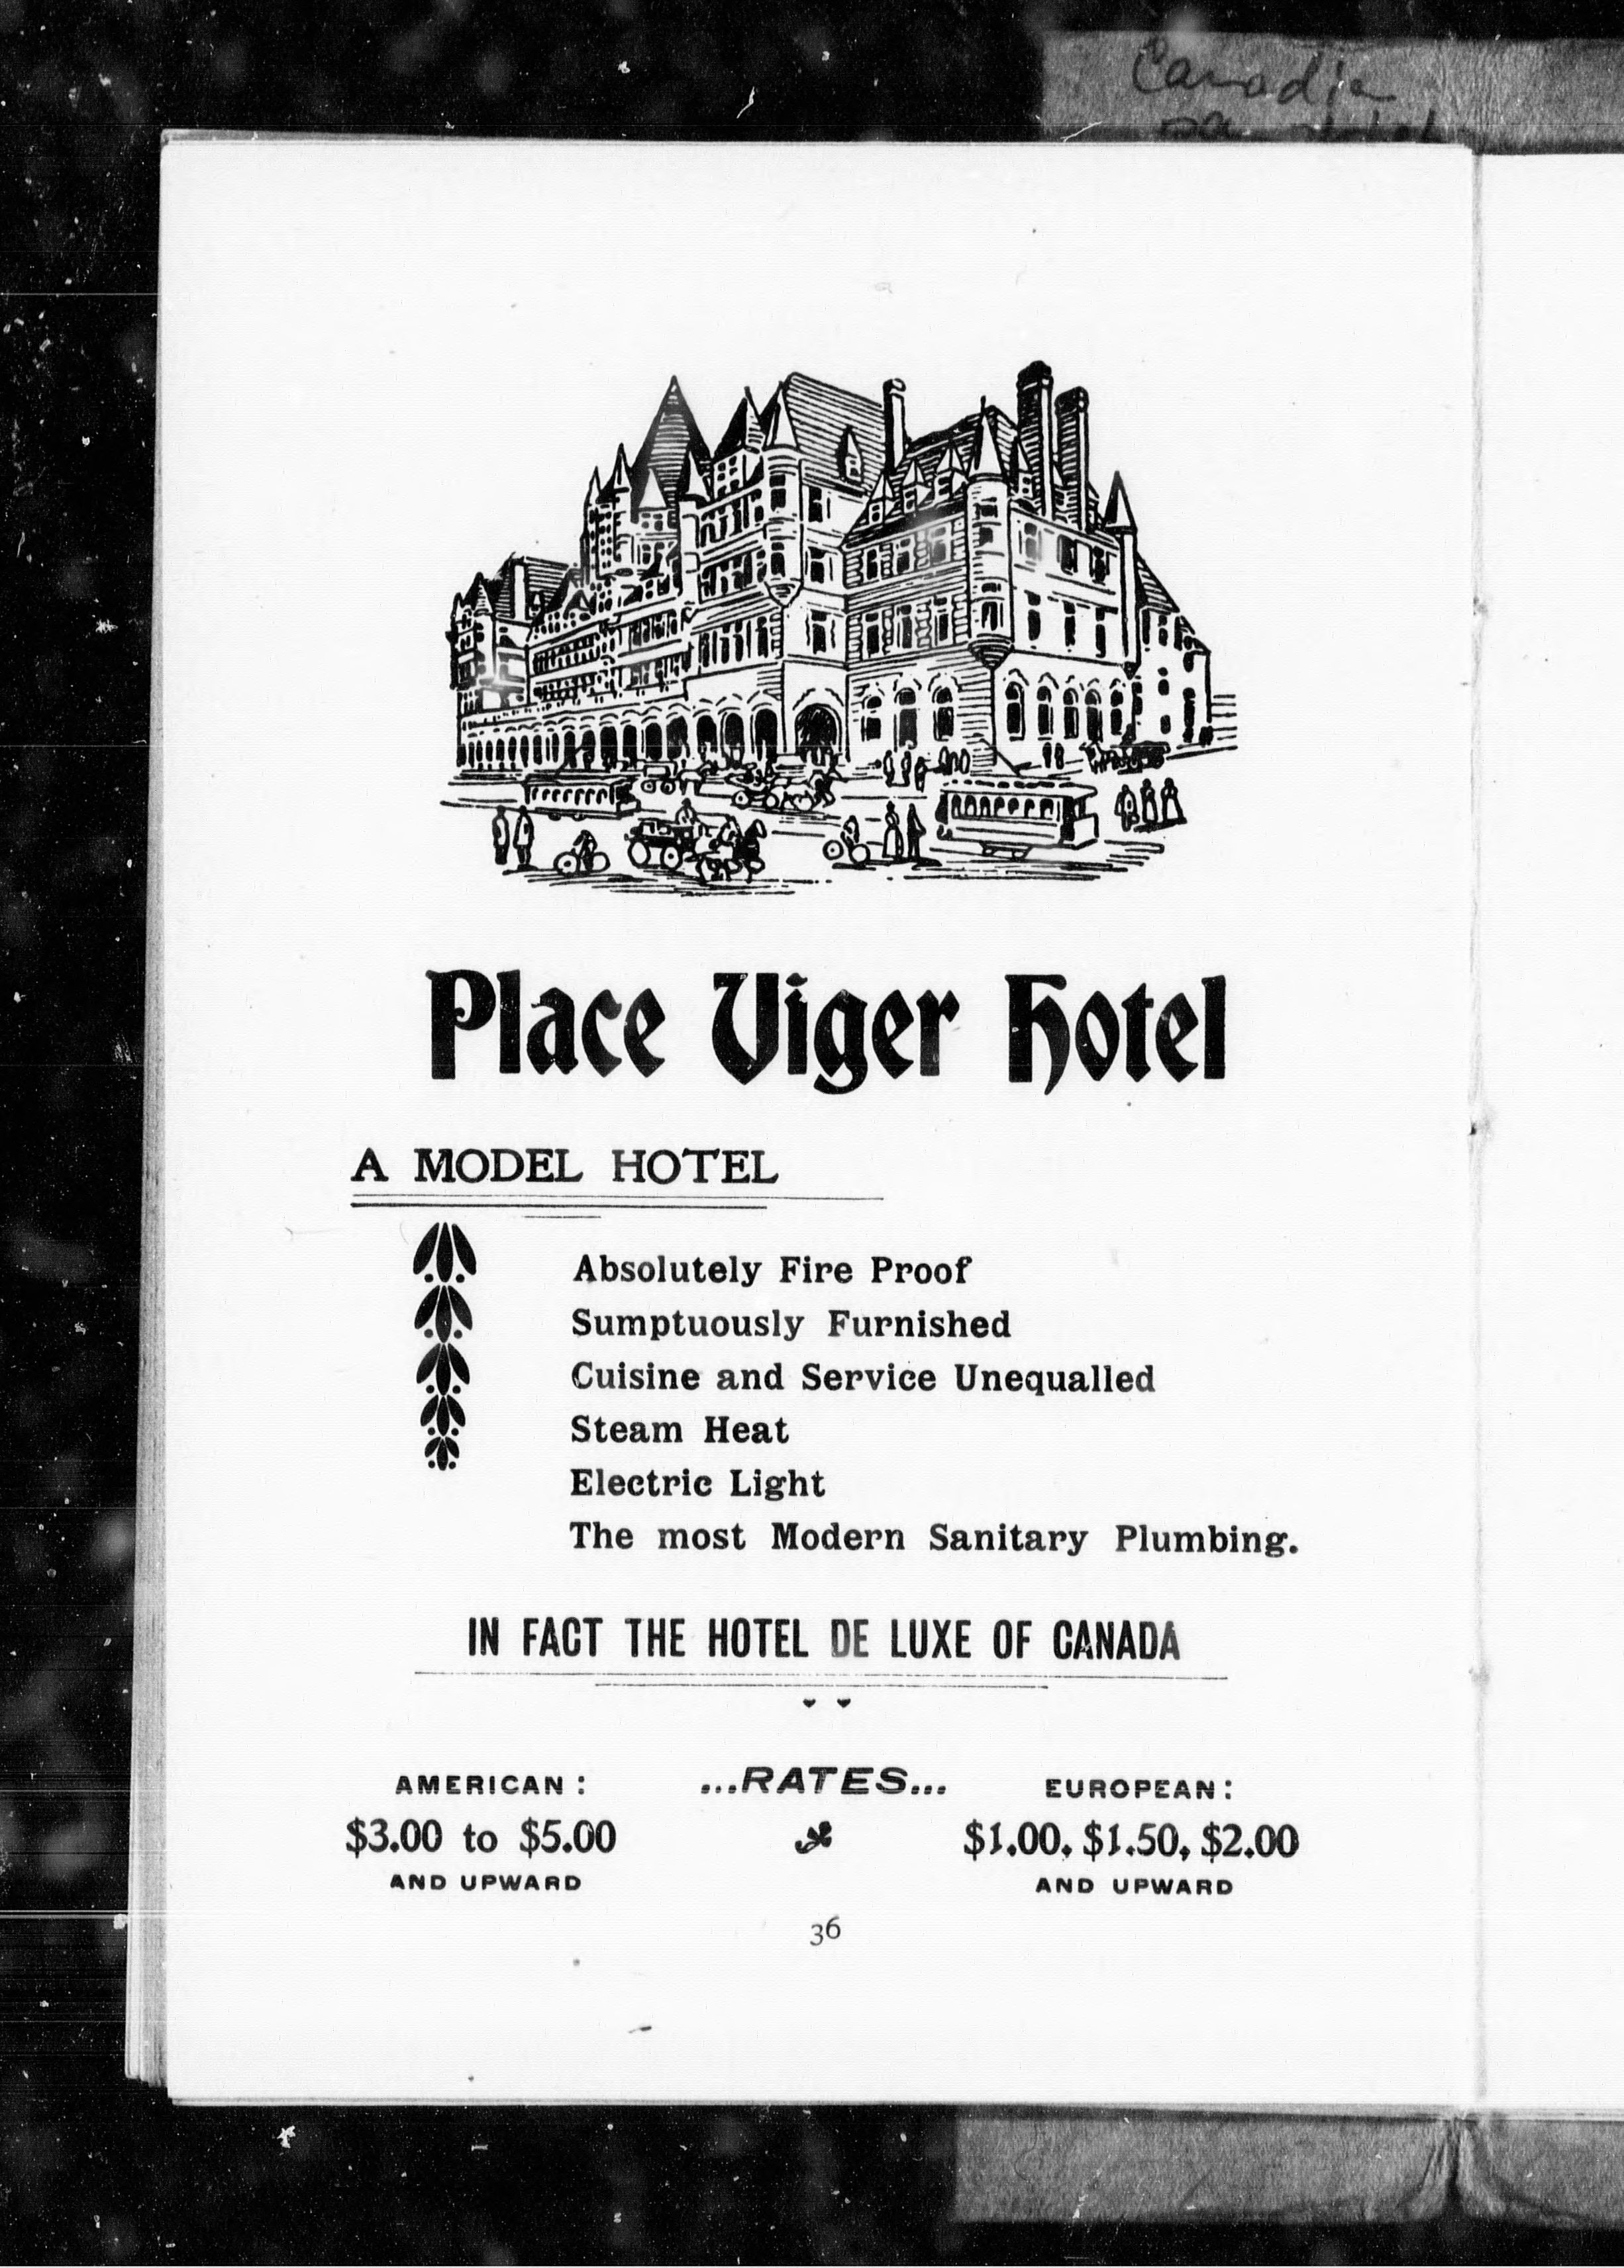 Place Viger Hotel
A MODEL HOTEL
Absolutely Fire Proof
Sumptuously Furnished
Cuisine and Service Unequalled
Steam Heat
Electric Light
The most Modern Sanitary Plumbing.
IN FACT THE HOTEL DE LUXE OF CANADA
...RATES...
AMERICAN:
$3.00 to $5.00
AND UPWARD
EUROPEAN:
$1.00, $1.50, $2.00
AND UPWARD
36